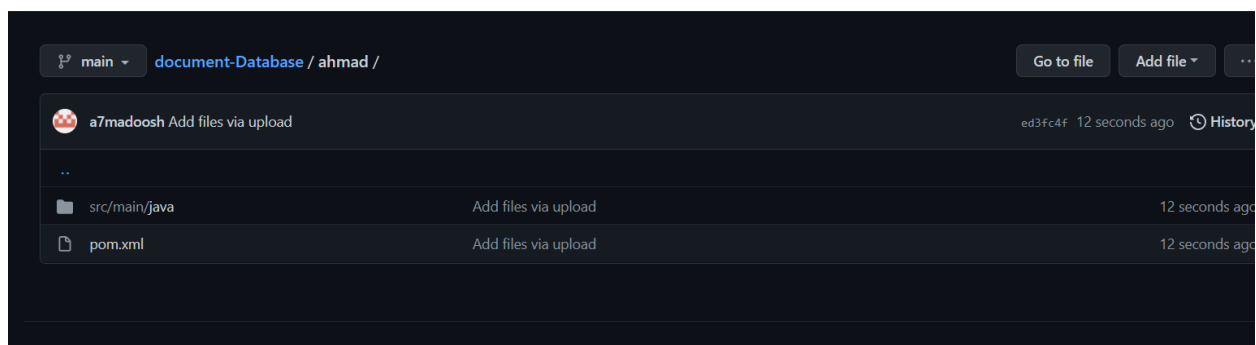 main document-Database / ahmad / Go to file Add file ...
a7madoosh Add files via upload ed3fc4f 12 seconds ago History
..
src/main/java Add files via upload 12 seconds ago
pom.xml Add files via upload 12 seconds ago